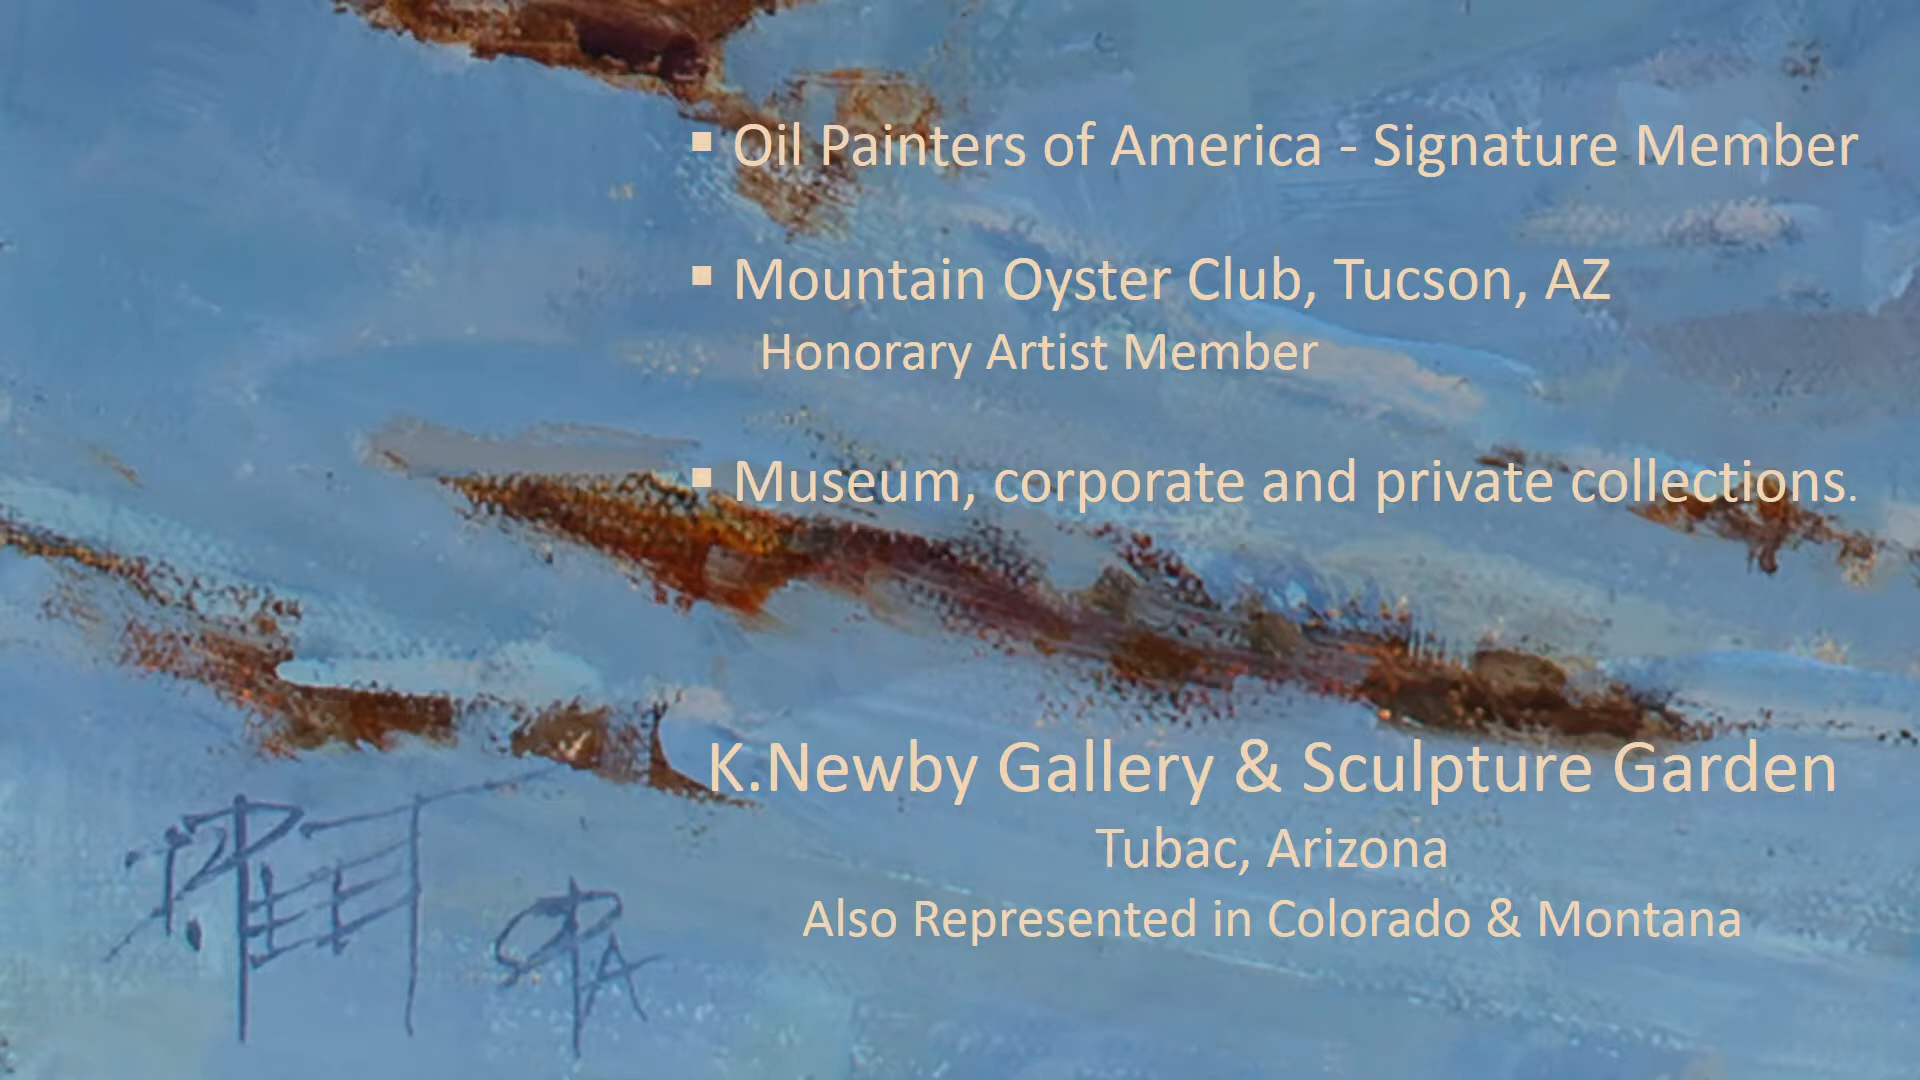 ▪ Oil Painters of America - Signature Member
▪ Mountain Oyster Club, Tucson, AZ
Honorary Artist Member
▪ Museum, corporate and private collections.
K.Newby Gallery & Sculpture Garden
Tubac, Arizona
Also Represented in Colorado & Montana
OPA